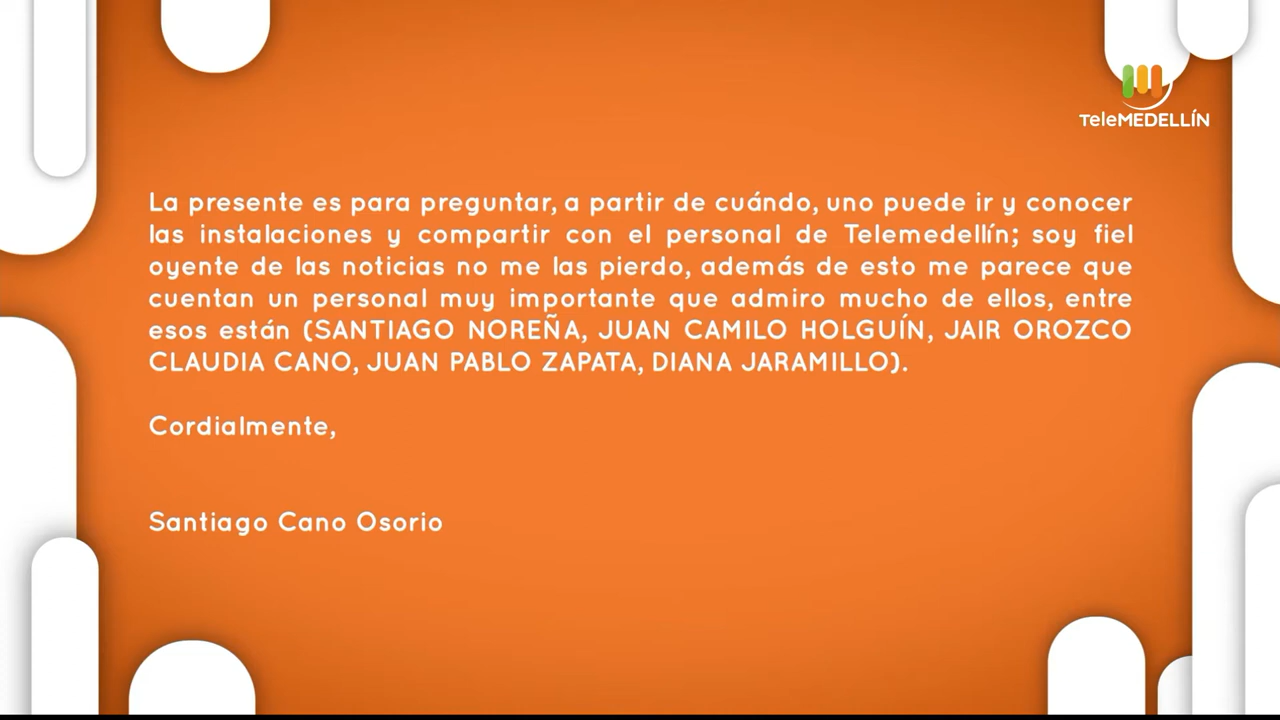 TeleMEDELLÍN
La presente es para preguntar, a partir de cuándo, uno puede ir y conocer
las instalaciones y compartir con el personal de Telemedellín; soy fiel
oyente de las noticias no me las pierdo, además de esto me parece que
cuentan un personal muy importante que admiro mucho de ellos, entre
esos están (SANTIAGO NOREÑA, JUAN CAMILO HOLGUÍN, JAIR OROZCO
CLAUDIA CANO, JUAN PABLO ZAPATA, DIANA JARAMILLO).
Cordialmente,
Santiago Cano Osorio